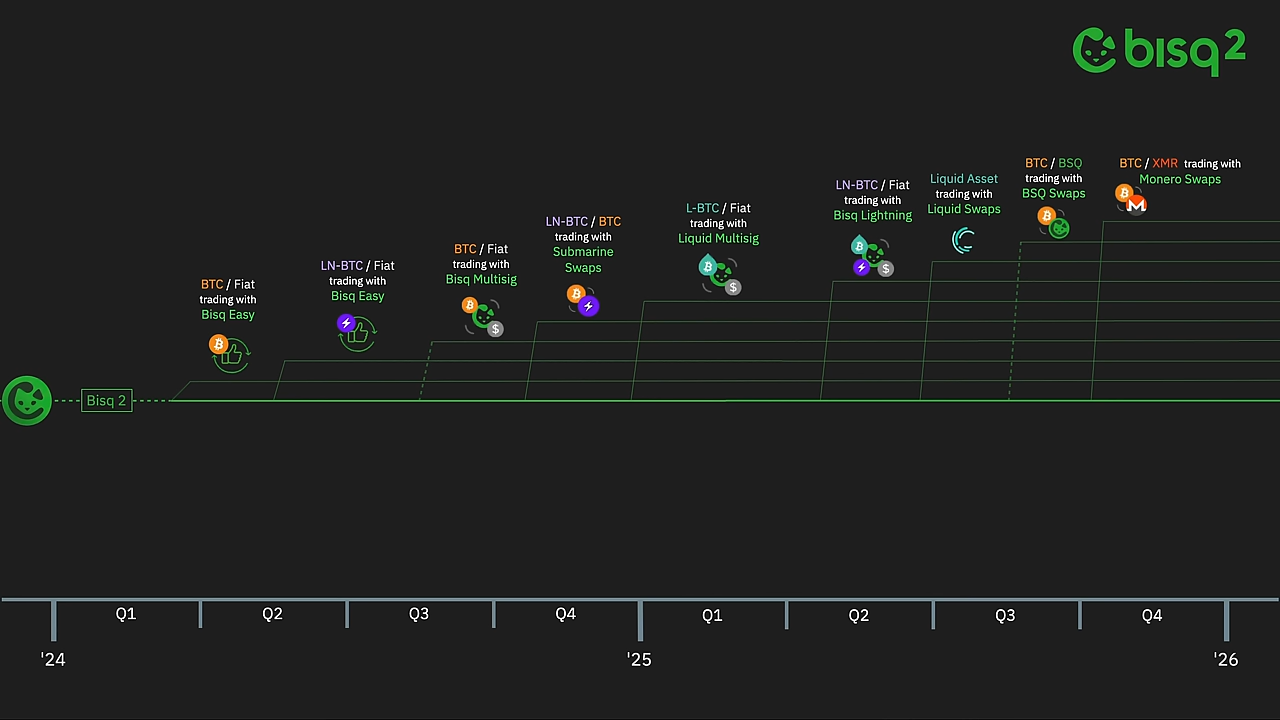 bisq2
BTC / Fiat
trading with
Bisq Easy
LN-BTC / Fiat
trading with
Bisq Easy
BTC / Fiat
trading with
Bisq Multisig
LN-BTC / BTC
trading with
Submarine
Swaps
L-BTC / Fiat
trading with
Liquid Multisig
LN-BTC / Fiat
trading with
Bisq Lightning
Liquid Asset
trading with
Liquid Swaps
BTC / BSQ
trading with
BSQ Swaps
BTC / XMR trading with
Monero Swaps
Bisq 2
Q1 Q2 Q3 Q4 Q1 Q2 Q3 Q4
'24 '25 '26